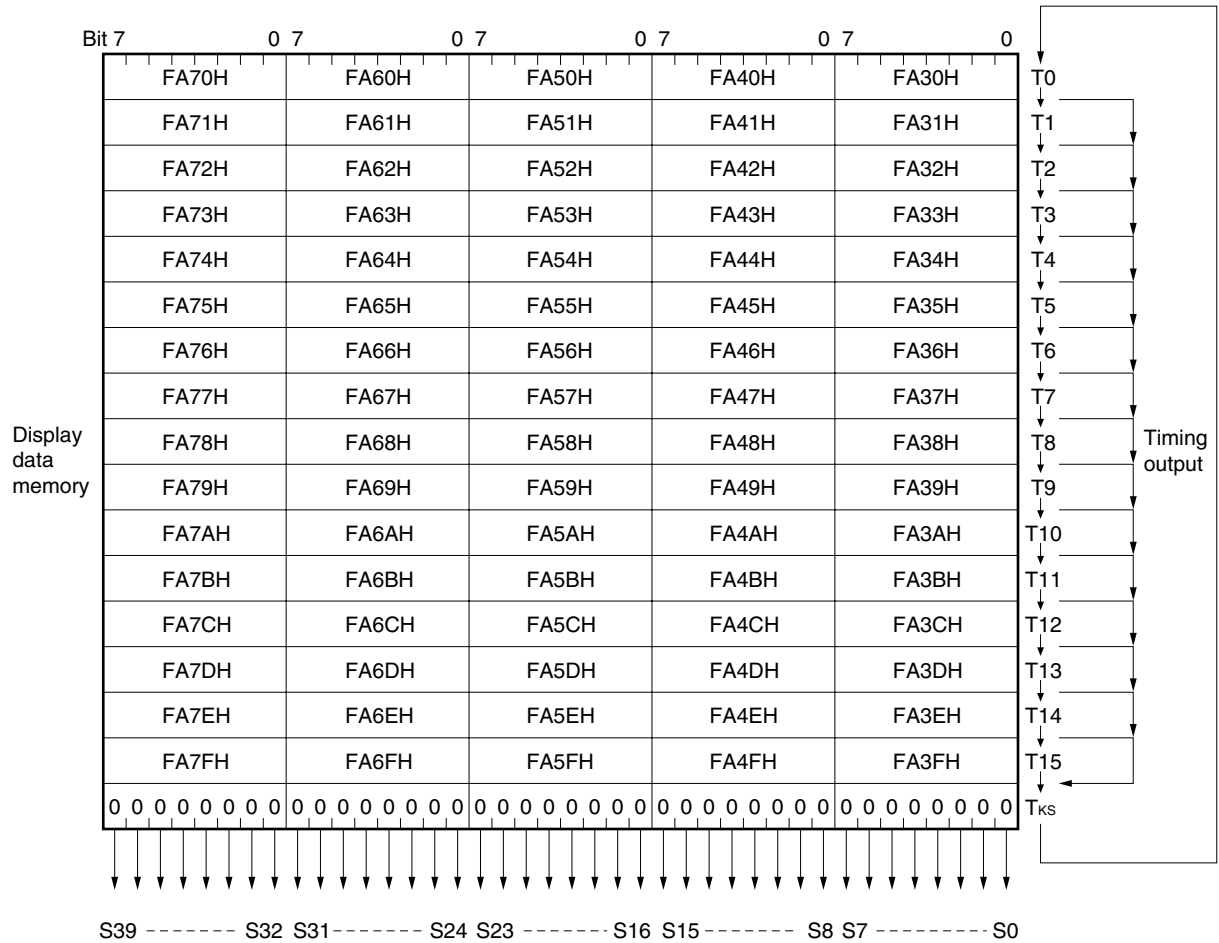 Bit 7 0 7 0 7 0 7 0 7 0
FA70H FA60H FA50H FA40H FA30H T0
FA71H FA61H FA51H FA41H FA31H T1
FA72H FA62H FA52H FA42H FA32H T2
FA73H FA63H FA53H FA43H FA33H T3
FA74H FA64H FA54H FA44H FA34H T4
FA75H FA65H FA55H FA45H FA35H T5
FA76H FA66H FA56H FA46H FA36H T6
FA77H FA67H FA57H FA47H FA37H T7
FA78H FA68H FA58H FA48H FA38H T8
FA79H FA69H FA59H FA49H FA39H T9
FA7AH FA6AH FA5AH FA4AH FA3AH T10
FA7BH FA6BH FA5BH FA4BH FA3BH T11
FA7CH FA6CH FA5CH FA4CH FA3CH T12
FA7DH FA6DH FA5DH FA4DH FA3DH T13
FA7EH FA6EH FA5EH FA4EH FA3EH T14
FA7FH FA6FH FA5FH FA4FH FA3FH T15
0 0 0 0 0 0 0 0 0 0 0 0 0 0 0 0 0 0 0 0 0 0 0 0 0 0 0 0 0 0 0 0 0 0 0 0 0 0 0 0 TKS
Display
data
memory
Timing
output
S39 S32 S31 S24 S23 S16 S15 S8 S7 S0